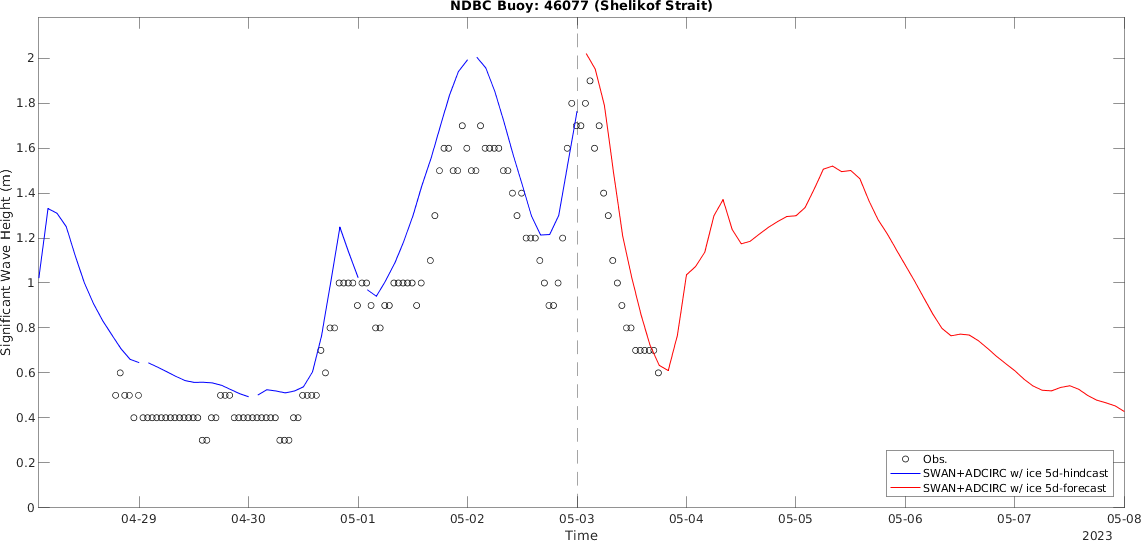 NDBC Buoy: 46077 (Shelikof Strait)
2
1.8
1.6
1.4
1.2
1
0.8
0.6
0.4
0.2
0
Significant Wave Height (m)
Obs.
SWAN+ADCIRC w/ ice 5d-hindcast
SWAN+ADCIRC w/ ice 5d-forecast
04-29 04-30 05-01 05-02 05-03 05-04 05-05 05-06 05-07 05-08
Time
2023